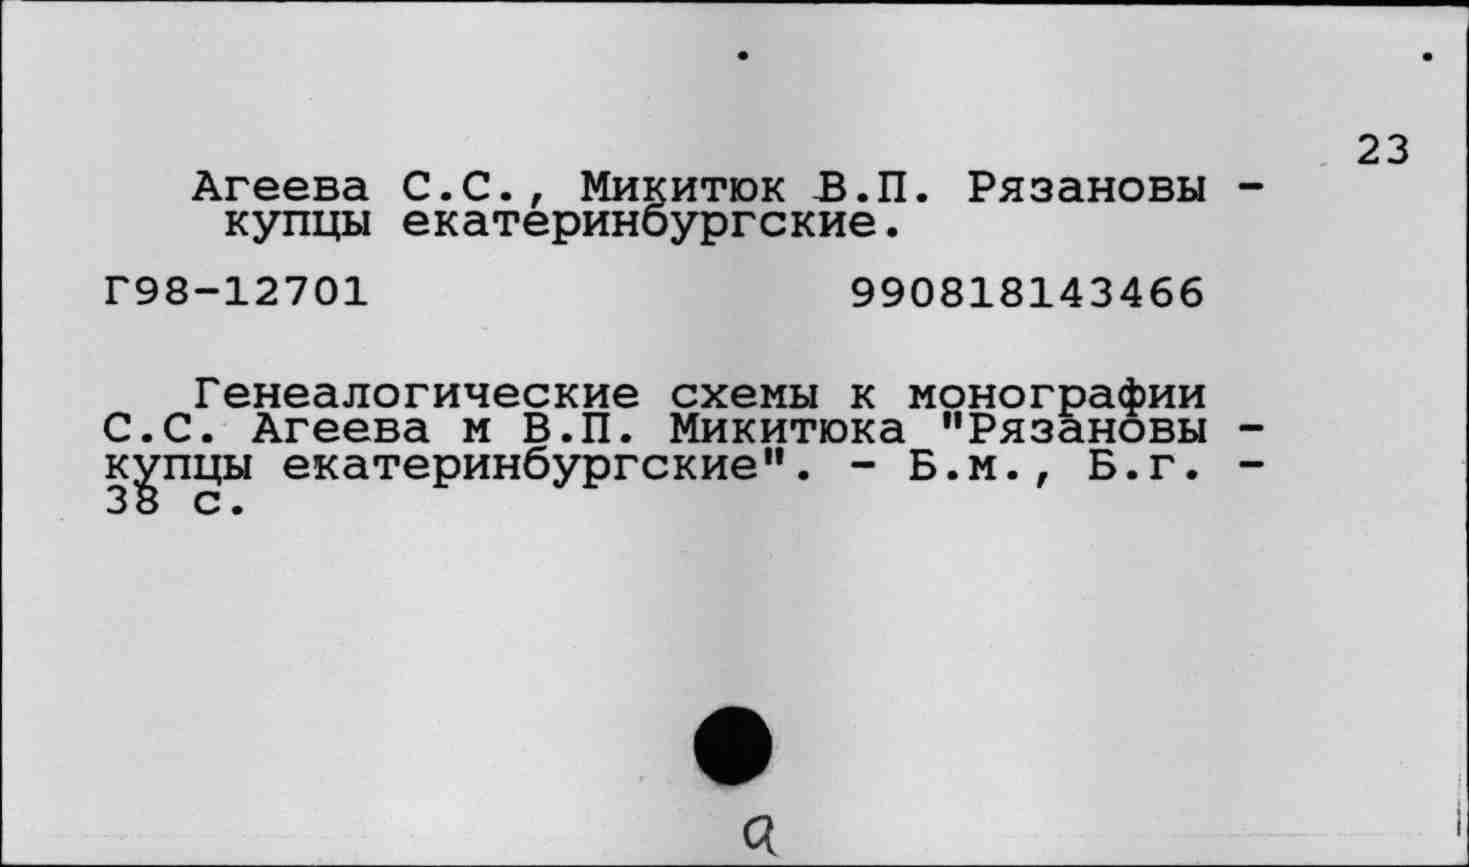 23
Агеева С.С., Микитюк В.П. Рязановы -
купцы екатеринбургские.
Г98-12701 990818143466
Генеалогические схемы к монографии
С.С. Агеева м В.П. Микитюка "Рязановы -
купцы екатеринбургские". - Б.м., Б.г. -
38 с.
а